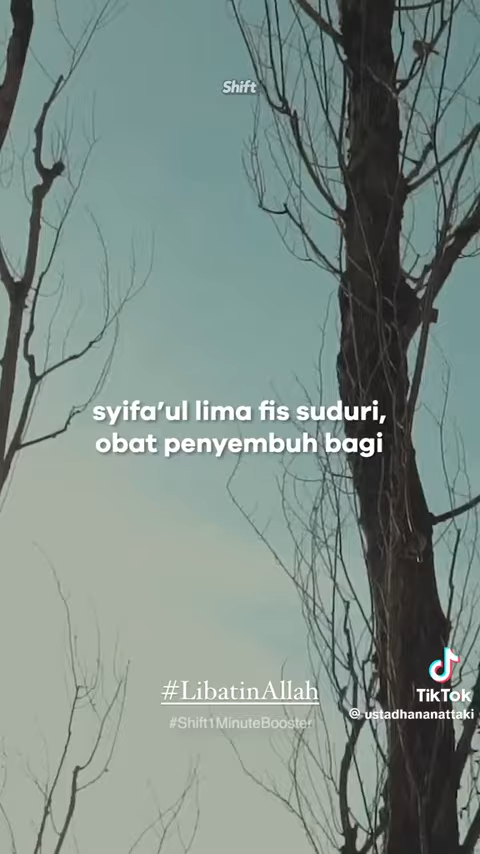 Shift
syifa’ul lima fis suduri,
obat penyembuh bagi
#LibatinAllah
#Shift1MinuteBooster
TikTok
@ustadhananattaki